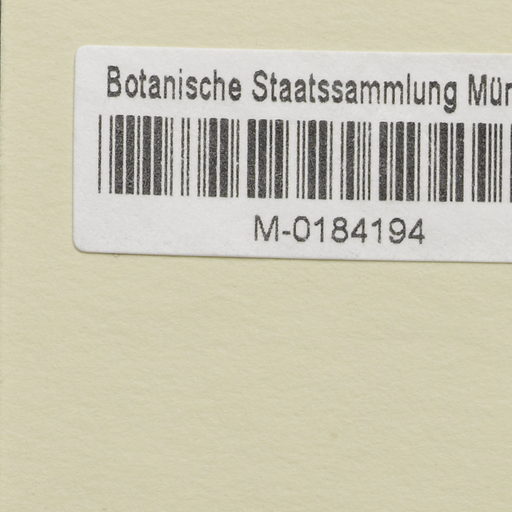 Botanische Staatssammlung Mün
M-0184194